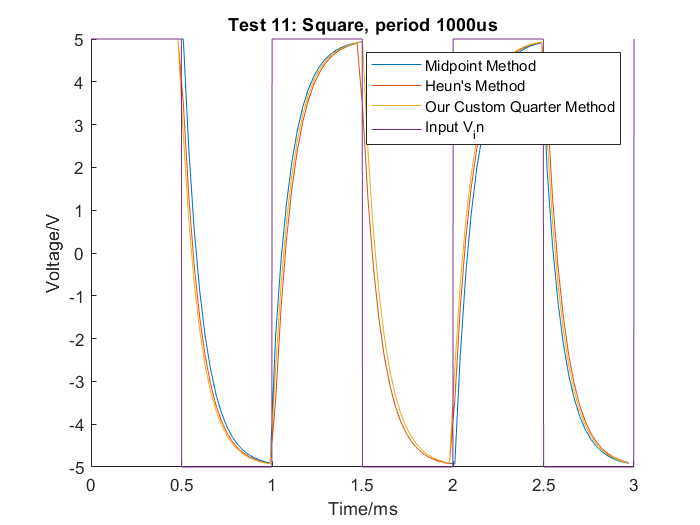 Test 11: Square, period 1000us
5
4
3
2
1
0
-1
-2
-3
-4
-5
Voltage/V
Midpoint Method
Heun's Method
Our Custom Quarter Method
Input V_in
0 0.5 1 1.5 2 2.5 3
Time/ms